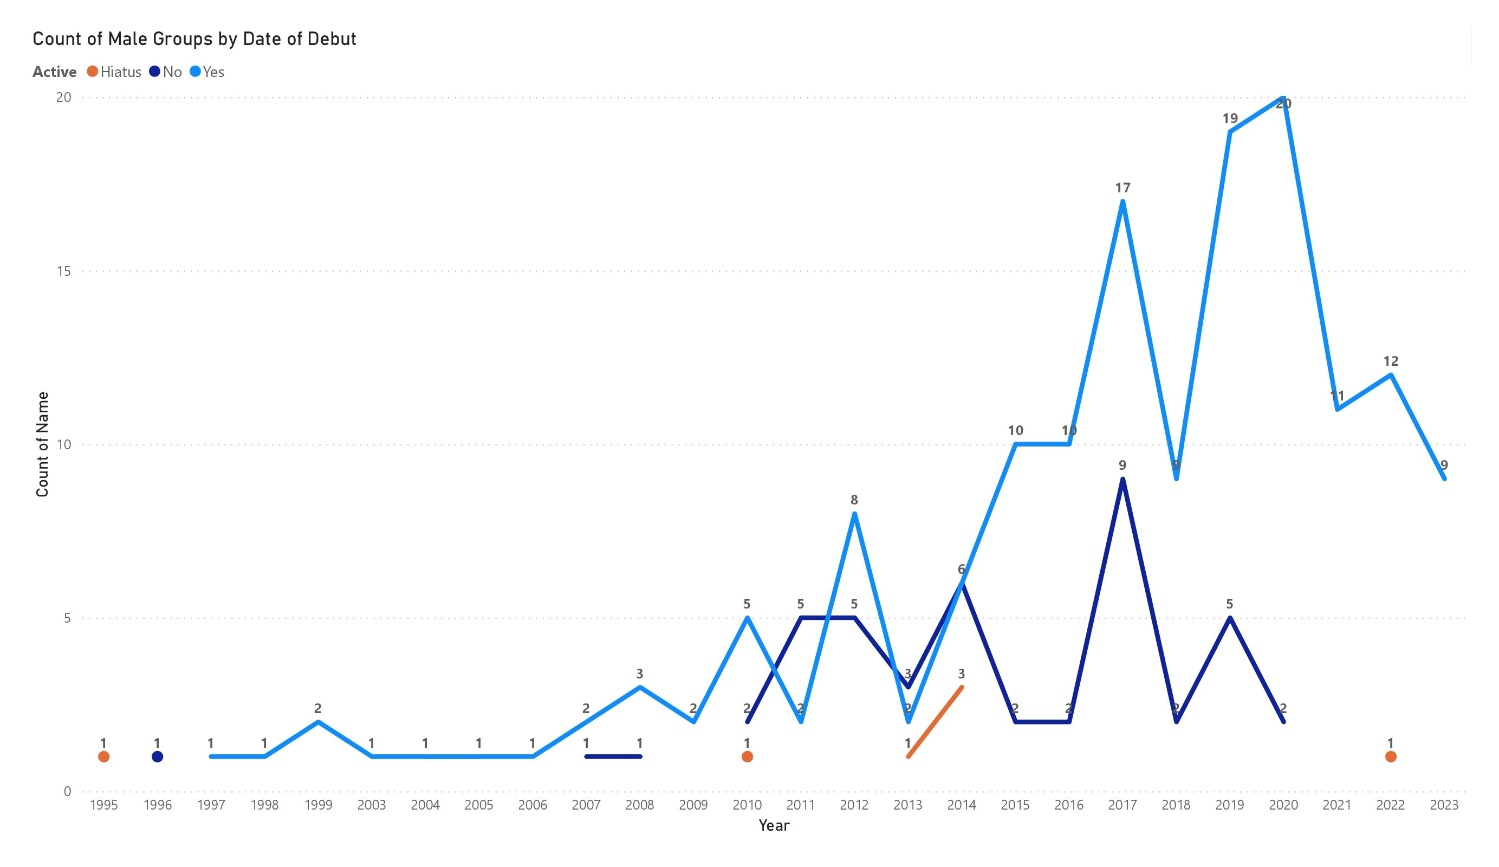 Count of Male Groups by Date of Debut
Active Hiatus No Yes
20
20
19
17
15
12
11
10
10 10
9 9 9
8
6
5
5 5 5 5
3 3 3
2 2 2 2 2 2 2 2 2 2 2
1 1 1 1 1 1 1 1 1 1 1 1 1
0
1995 1996 1997 1998 1999 2003 2004 2005 2006 2007 2008 2009 2010 2011 2012 2013 2014 2015 2016 2017 2018 2019 2020 2021 2022 2023
Year
Count of Name